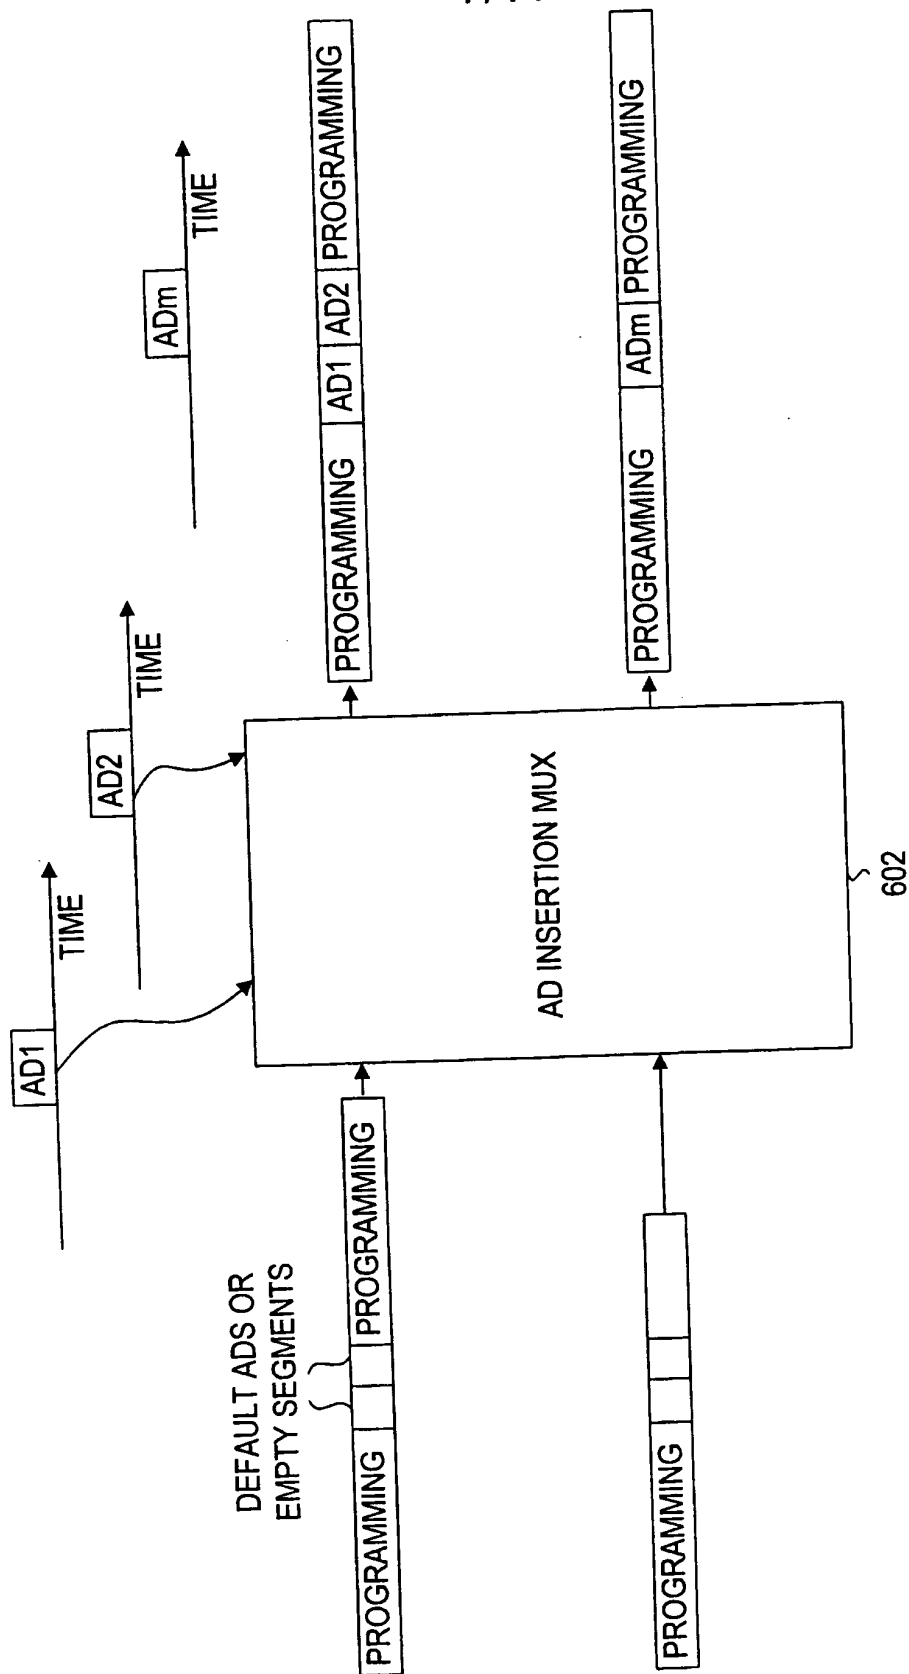 AD1
TIME
AD2
TIME
ADm
TIME
DEFAULT ADS OR
EMPTY SEGMENTS
PROGRAMMING
PROGRAMMING
PROGRAMMING
AD1
AD2
PROGRAMMING
AD INSERTION MUX
PROGRAMMING
PROGRAMMING
ADm
PROGRAMMING
602